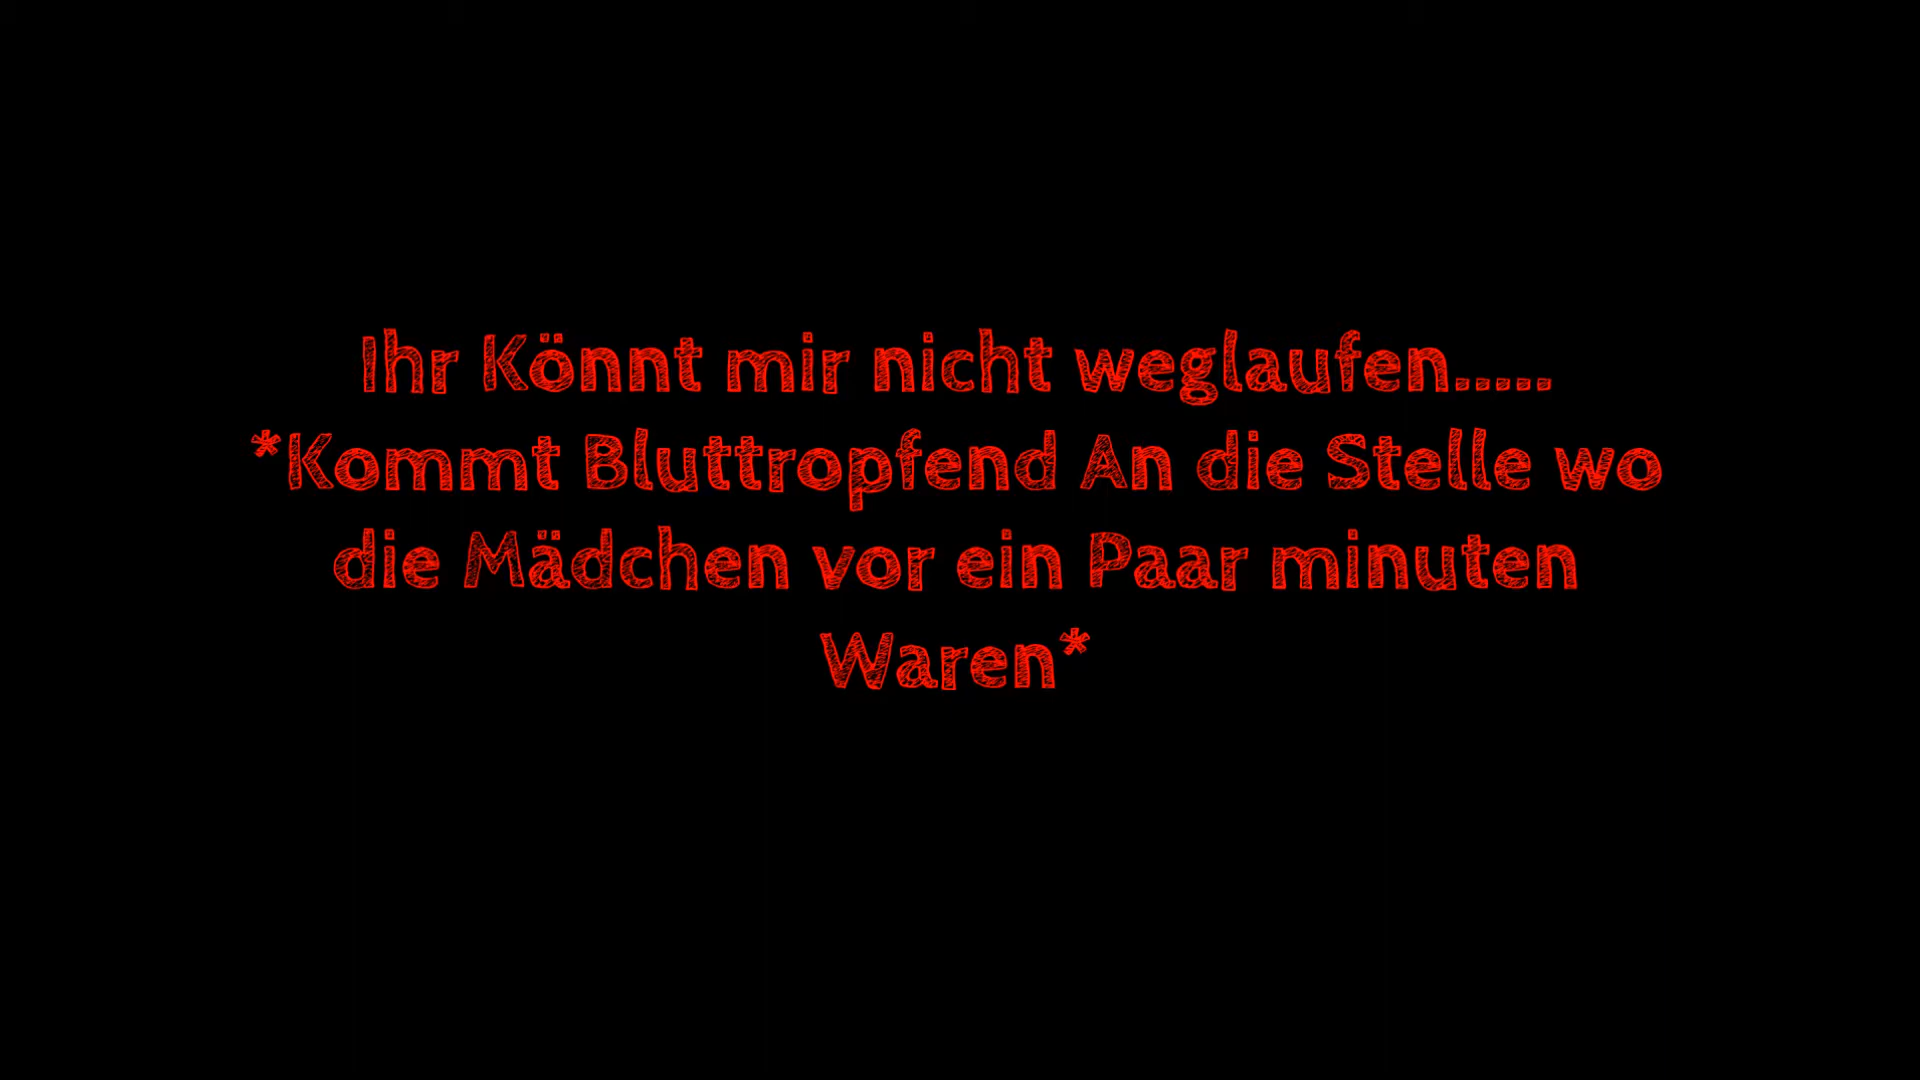 Ihr Könnt mir nicht weglaufen.....
*Kommt Bluttropfend An die Stelle wo
die Mädchen vor ein Paar minuten
Waren*